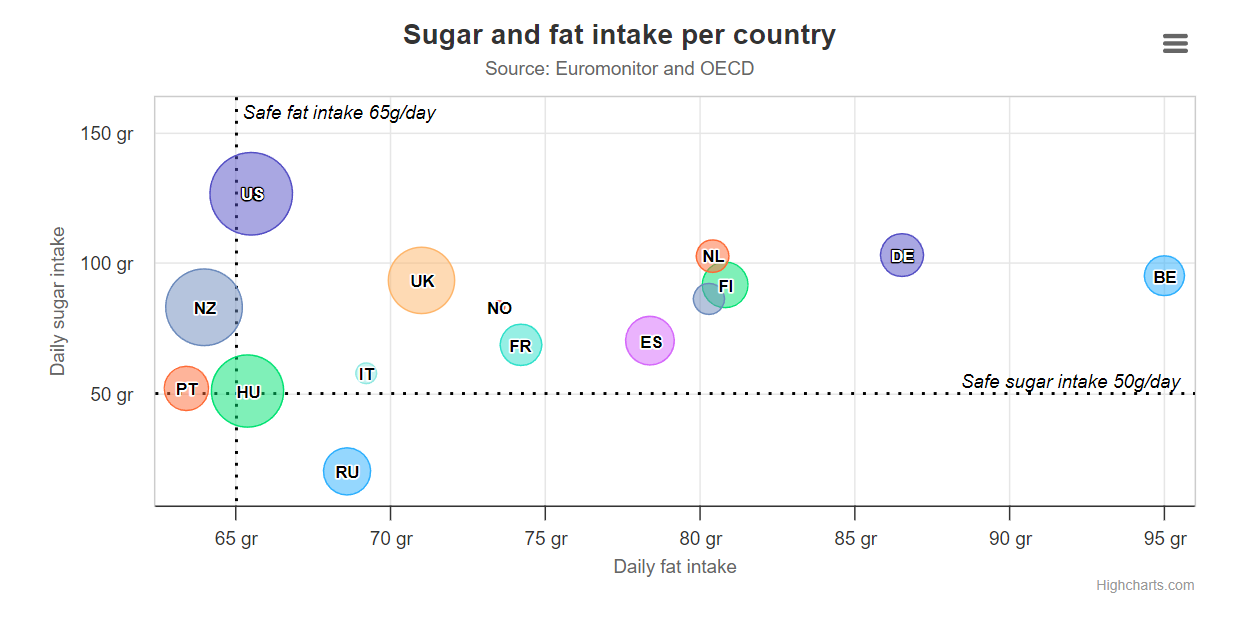 Sugar and fat intake per country
Source: Euromonitor and OECD
Safe fat intake 65g/day
150 gr
US
100 gr
NL
DE
BE
UK
FI
NZ
NO
FR
ES
IT
Safe sugar intake 50g/day
PT
HU
50 gr
RU
Daily sugar intake
65 gr 70 gr 75 gr 80 gr 85 gr 90 gr 95 gr
Daily fat intake
Highcharts.com